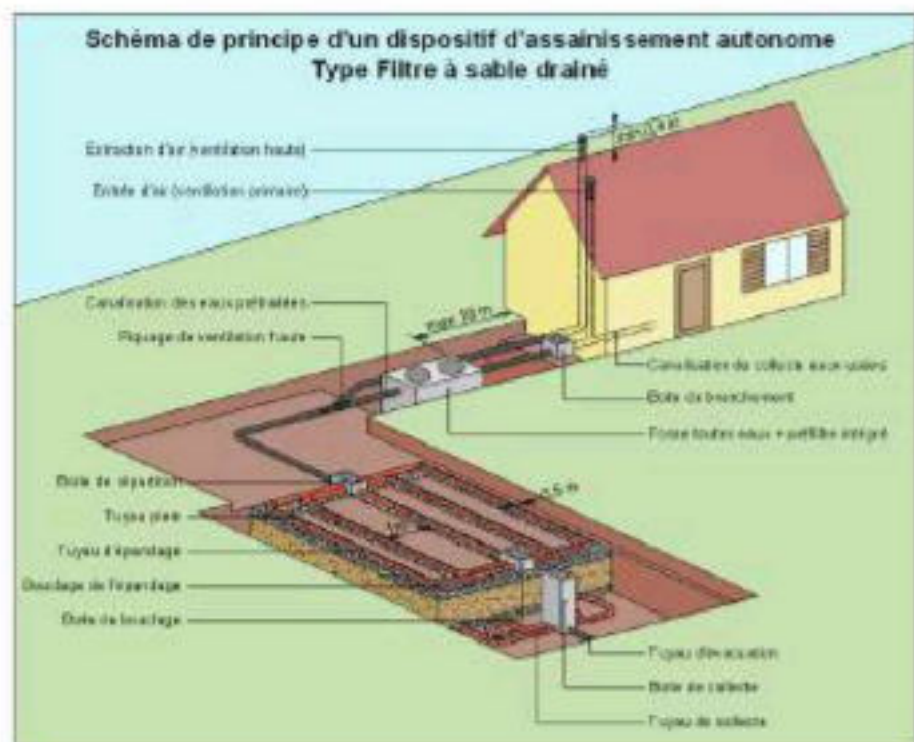 Schéma de principe d'un dispositif d'assainissement autonome
Type Filtre à sable drainé
Extraction d'air (ventilation haute)
Entrée d'air (ventilation primaire)
Canalisation des eaux prétraitées
Piquage de ventilation haute
max 10 m
Canalisation de collecte eaux usées
Boîte de branchement
Fosse toutes eaux + préfiltre intégré
Boîte de répartition
Tuyau plein
Tuyau d'épandage
Bouclage de l'épandage
Boîte de bouclage
Tuyau d'évacuation
Boîte de collecte
Tuyau de collecte